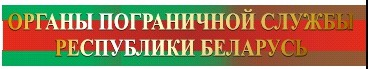 ОРГАНЫ ПОГРАНИЧНОЙ СЛУЖБЫ
РЕСПУБЛИКИ БЕЛАРУСЬ